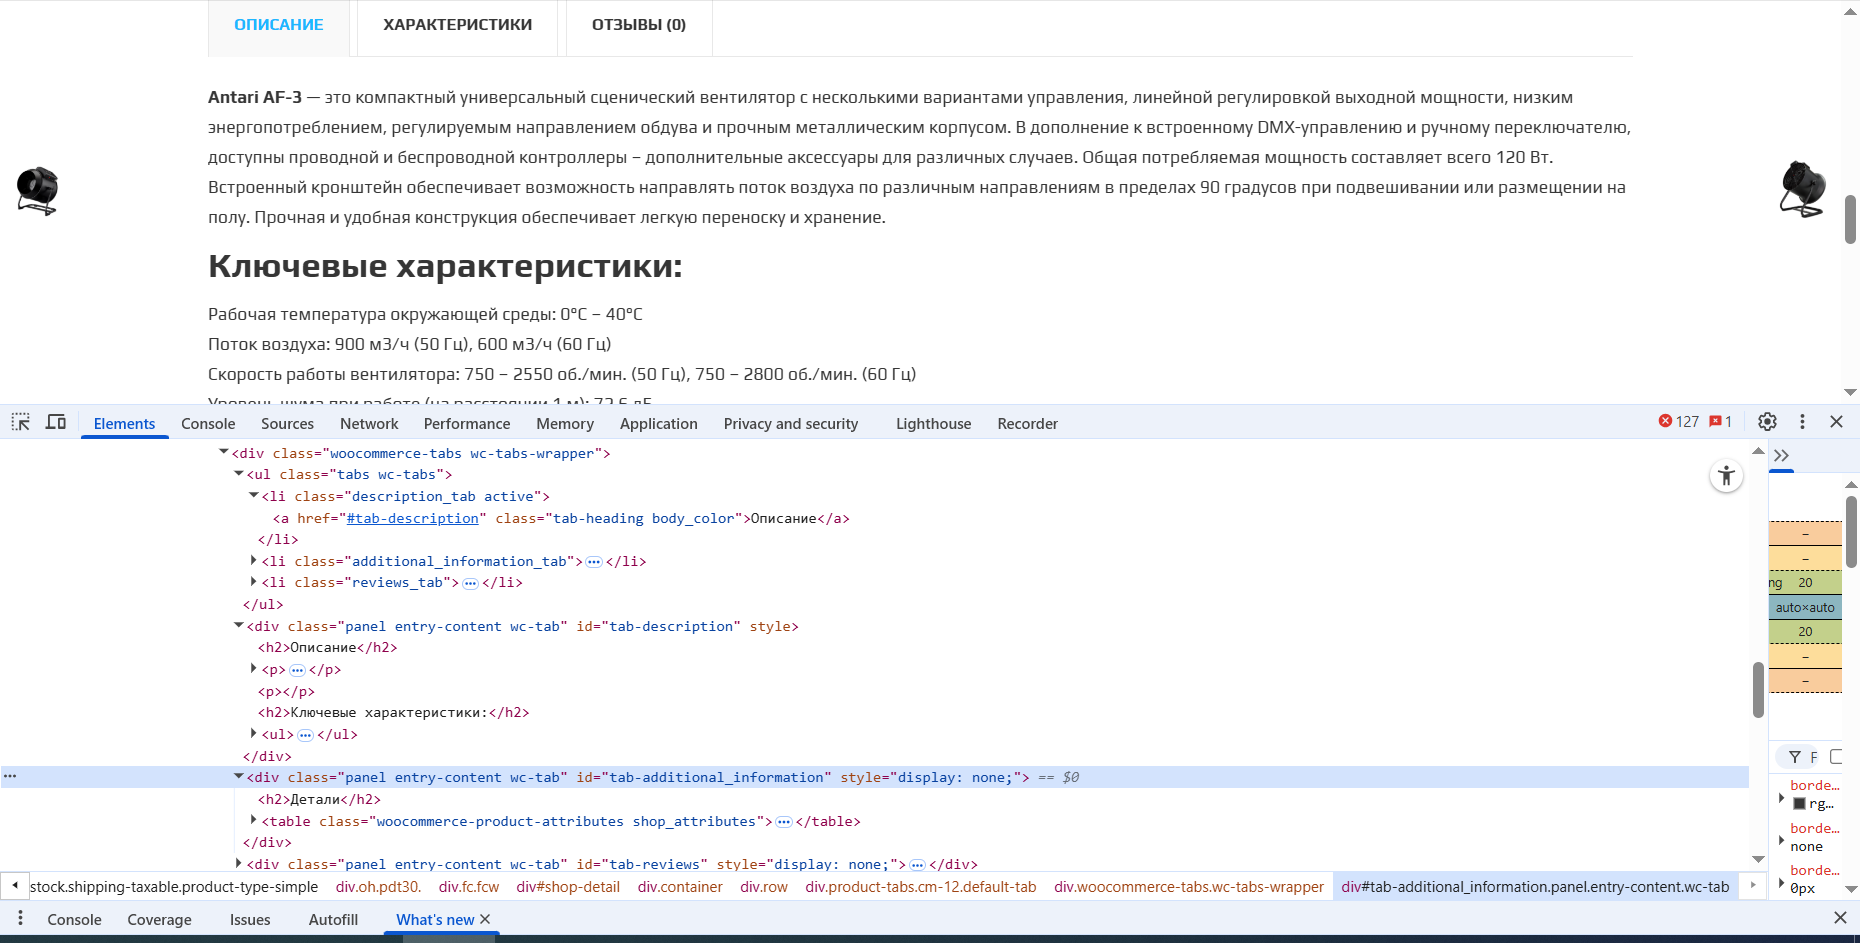 ОПИСАНИЕ ХАРАКТЕРИСТИКИ ОТЗЫВЫ (0)
Antari AF-3 — это компактный универсальный сценический вентилятор с несколькими вариантами управления, линейной регулировкой выходной мощности, низким
энергопотреблением, регулируемым направлением обдува и прочным металлическим корпусом. В дополнение к встроенному DMX-управлению и ручному переключателю,
доступны проводной и беспроводной контроллеры – дополнительные аксессуары для различных случаев. Общая потребляемая мощность составляет всего 120 Вт.
Встроенный кронштейн обеспечивает возможность направлять поток воздуха по различным направлениям в пределах 90 градусов при подвешивании или размещении на
полу. Прочная и удобная конструкция обеспечивает легкую переноску и хранение.
Ключевые характеристики:
Рабочая температура окружающей среды: 0°C – 40°C
Поток воздуха: 900 м3/ч (50 Гц), 600 м3/ч (60 Гц)
Скорость работы вентилятора: 750 – 2550 об./мин. (50 Гц), 750 – 2800 об./мин. (60 Гц)
Уровень шума при работе (на расстоянии 1 м): 72,6 дБ
Elements Console Sources Network Performance Memory Application Privacy and security Lighthouse Recorder 127 1
<div class="woocommerce-tabs wc-tabs-wrapper">
<ul class="tabs wc-tabs">
<li class="description_tab active">
<a href="#tab-description" class="tab-heading body_color">Описание</a>
</li>
<li class="additional_information_tab">…</li>
<li class="reviews_tab">…</li>
</ul>
<div class="panel entry-content wc-tab" id="tab-description" style>
<h2>Описание</h2>
<p>…</p>
<p></p>
<h2>Ключевые характеристики:</h2>
<ul>…</ul>
</div>
<div class="panel entry-content wc-tab" id="tab-additional_information" style="display: none;"> == $0
<h2>Детали</h2>
<table class="woocommerce-product-attributes shop_attributes">…</table>
</div>
<div class="panel entry-content wc-tab" id="tab-reviews" style="display: none;">…</div>
–
–
ng 20
auto×auto
20
–
–
F
borde…
rg…
borde…
none
borde…
0px
stock.shipping-taxable.product-type-simple div.oh.pdt30. div.fc.fcw div#shop-detail div.container div.row div.product-tabs.cm-12.default-tab div.woocommerce-tabs.wc-tabs-wrapper div#tab-additional_information.panel.entry-content.wc-tab
Console Coverage Issues Autofill What's new